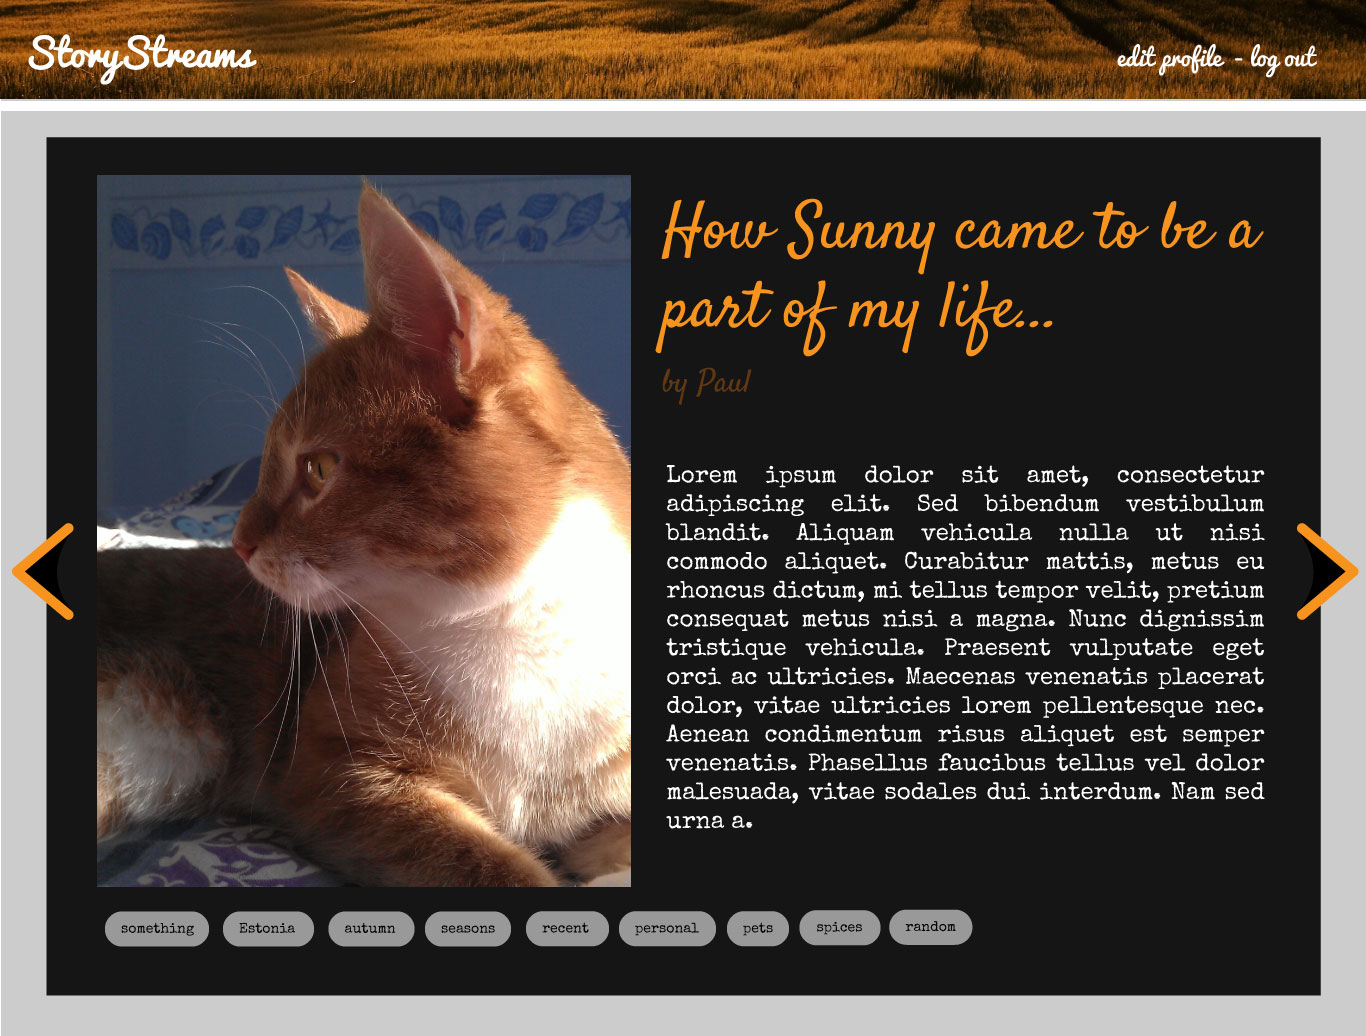 StoryStreams
edit profile - log out
How Sunny came to be a
part of my life...
by Paul
Lorem ipsum dolor sit amet, consectetur
adipiscing elit. Sed bibendum vestibulum
blandit. Aliquam vehicula nulla ut nisi
commodo aliquet. Curabitur mattis, metus eu
rhoncus dictum, mi tellus tempor velit, pretium
consequat metus nisi a magna. Nunc dignissim
tristique vehicula. Praesent vulputate eget
orci ac ultricies. Maecenas venenatis placerat
dolor, vitae ultricies lorem pellentesque nec.
Aenean condimentum risus aliquet est semper
venenatis. Phasellus faucibus tellus vel dolor
malesuada, vitae sodales dui interdum. Nam sed
urna a.
something Estonia autumn seasons recent personal pets spices random